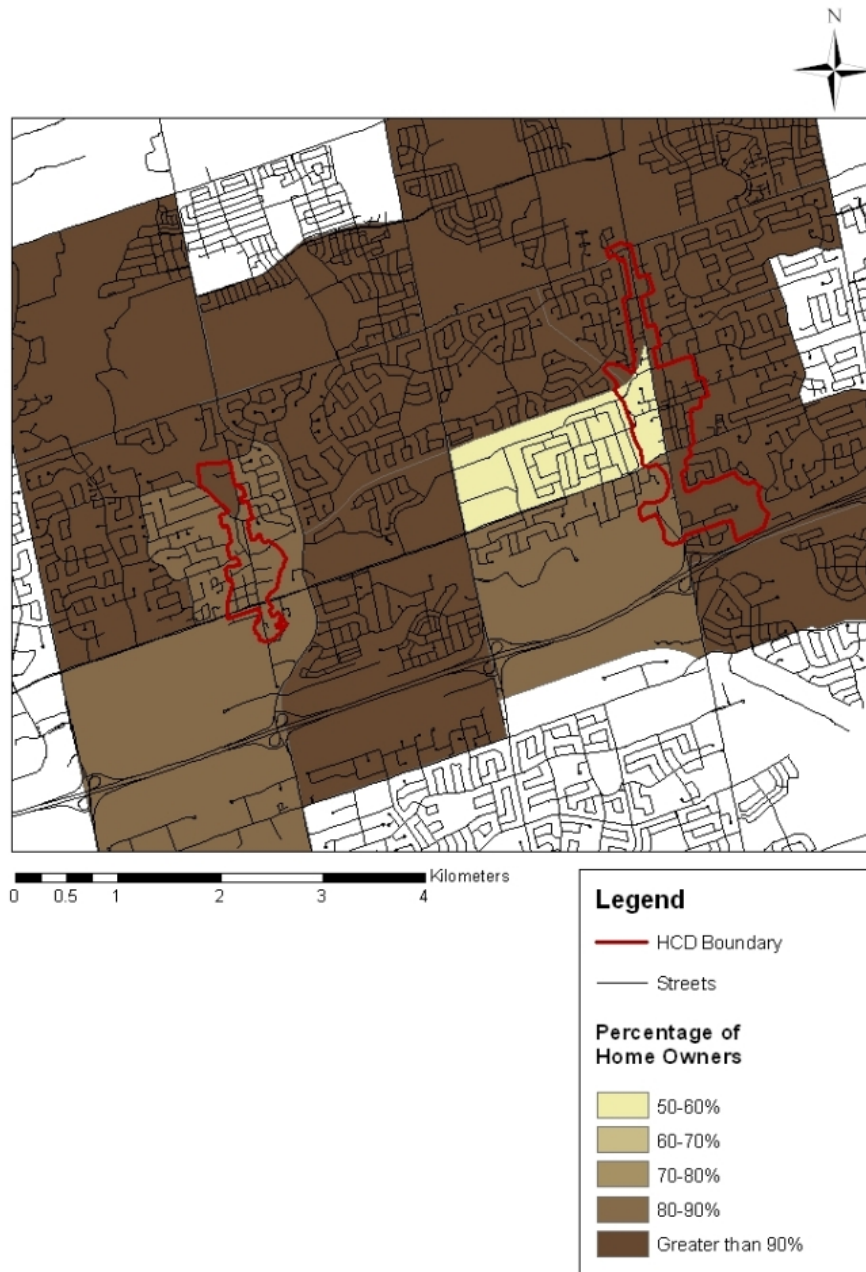 N
Kilometers
0 0.5 1 2 3 4
Legend
HCD Boundary
Streets
Percentage of
Home Owners
50-60%
60-70%
70-80%
80-90%
Greater than 90%